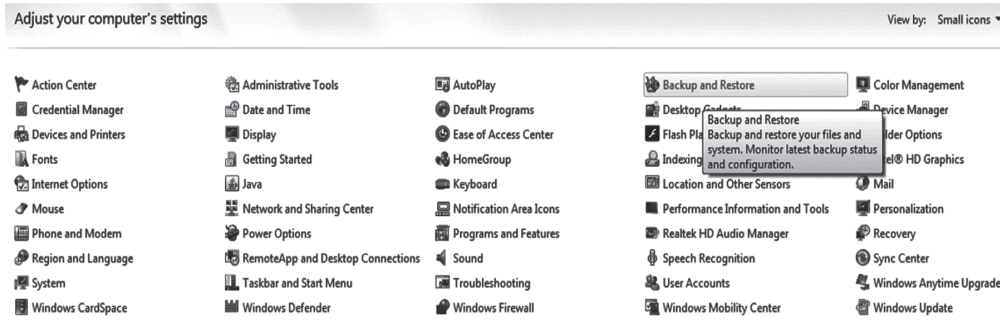 Adjust your computer's settings View by: Small icons
Action Center Administrative Tools AutoPlay Backup and Restore Color Management
Credential Manager Date and Time Default Programs Desktop Device Manager
Backup and Restore
Devices and Printers Display Ease of Access Center Flash Options
Backup and restore your files and
system. Monitor latest backup status
and configuration.
Fonts Getting Started HomeGroup Indexing HD Graphics
Internet Options Java Keyboard Location and Other Sensors Mail
Mouse Network and Sharing Center Notification Area Icons Performance Information and Tools Personalization
Phone and Modem Power Options Programs and Features Realtek HD Audio Manager Recovery
Region and Language RemoteApp and Desktop Connections Sound Speech Recognition Sync Center
System Taskbar and Start Menu Troubleshooting User Accounts Windows Anytime Upgrade
Windows CardSpace Windows Defender Windows Firewall Windows Mobility Center Windows Update